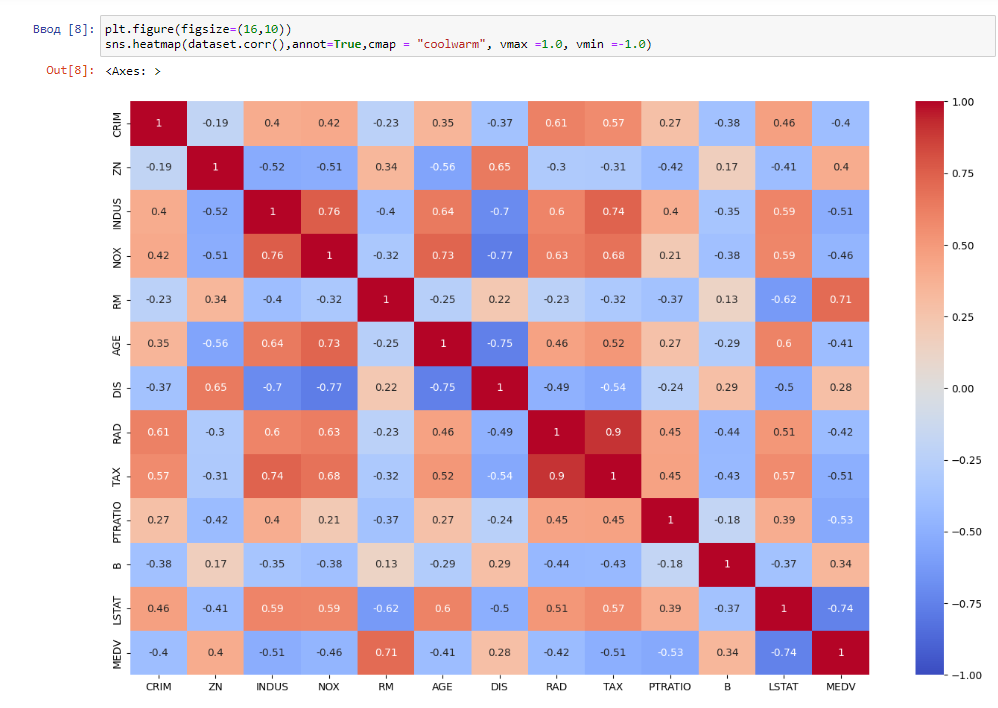 Ввод [8]: plt.figure(figsize=(16,10))
sns.heatmap(dataset.corr(),annot=True,cmap = "coolwarm", vmax =1.0, vmin =-1.0)
Out[8]: <Axes: >
CRIM 1 -0.19 0.4 0.42 -0.23 0.35 -0.37 0.61 0.57 0.27 -0.38 0.46 -0.4
ZN -0.19 1 -0.52 -0.51 0.34 -0.56 0.65 -0.3 -0.31 -0.42 0.17 -0.41 0.4
INDUS 0.4 -0.52 1 0.76 -0.4 0.64 -0.7 0.6 0.74 0.4 -0.35 0.59 -0.51
NOX 0.42 -0.51 0.76 1 -0.32 0.73 -0.77 0.63 0.68 0.21 -0.38 0.59 -0.46
RM -0.23 0.34 -0.4 -0.32 1 -0.25 0.22 -0.23 -0.32 -0.37 0.13 -0.62 0.71
AGE 0.35 -0.56 0.64 0.73 -0.25 1 -0.75 0.46 0.52 0.27 -0.29 0.6 -0.41
DIS -0.37 0.65 -0.7 -0.77 0.22 -0.75 1 -0.49 -0.54 -0.24 0.29 -0.5 0.28
RAD 0.61 -0.3 0.6 0.63 -0.23 0.46 -0.49 1 0.9 0.45 -0.44 0.51 -0.42
TAX 0.57 -0.31 0.74 0.68 -0.32 0.52 -0.54 0.9 1 0.45 -0.43 0.57 -0.51
PTRATIO 0.27 -0.42 0.4 0.21 -0.37 0.27 -0.24 0.45 0.45 1 -0.18 0.39 -0.53
B -0.38 0.17 -0.35 -0.38 0.13 -0.29 0.29 -0.44 -0.43 -0.18 1 -0.37 0.34
LSTAT 0.46 -0.41 0.59 0.59 -0.62 0.6 -0.5 0.51 0.57 0.39 -0.37 1 -0.74
MEDV -0.4 0.4 -0.51 -0.46 0.71 -0.41 0.28 -0.42 -0.51 -0.53 0.34 -0.74 1
CRIM ZN INDUS NOX RM AGE DIS RAD TAX PTRATIO B LSTAT MEDV
1.00
0.75
0.50
0.25
0.00
−0.25
−0.50
−0.75
−1.00